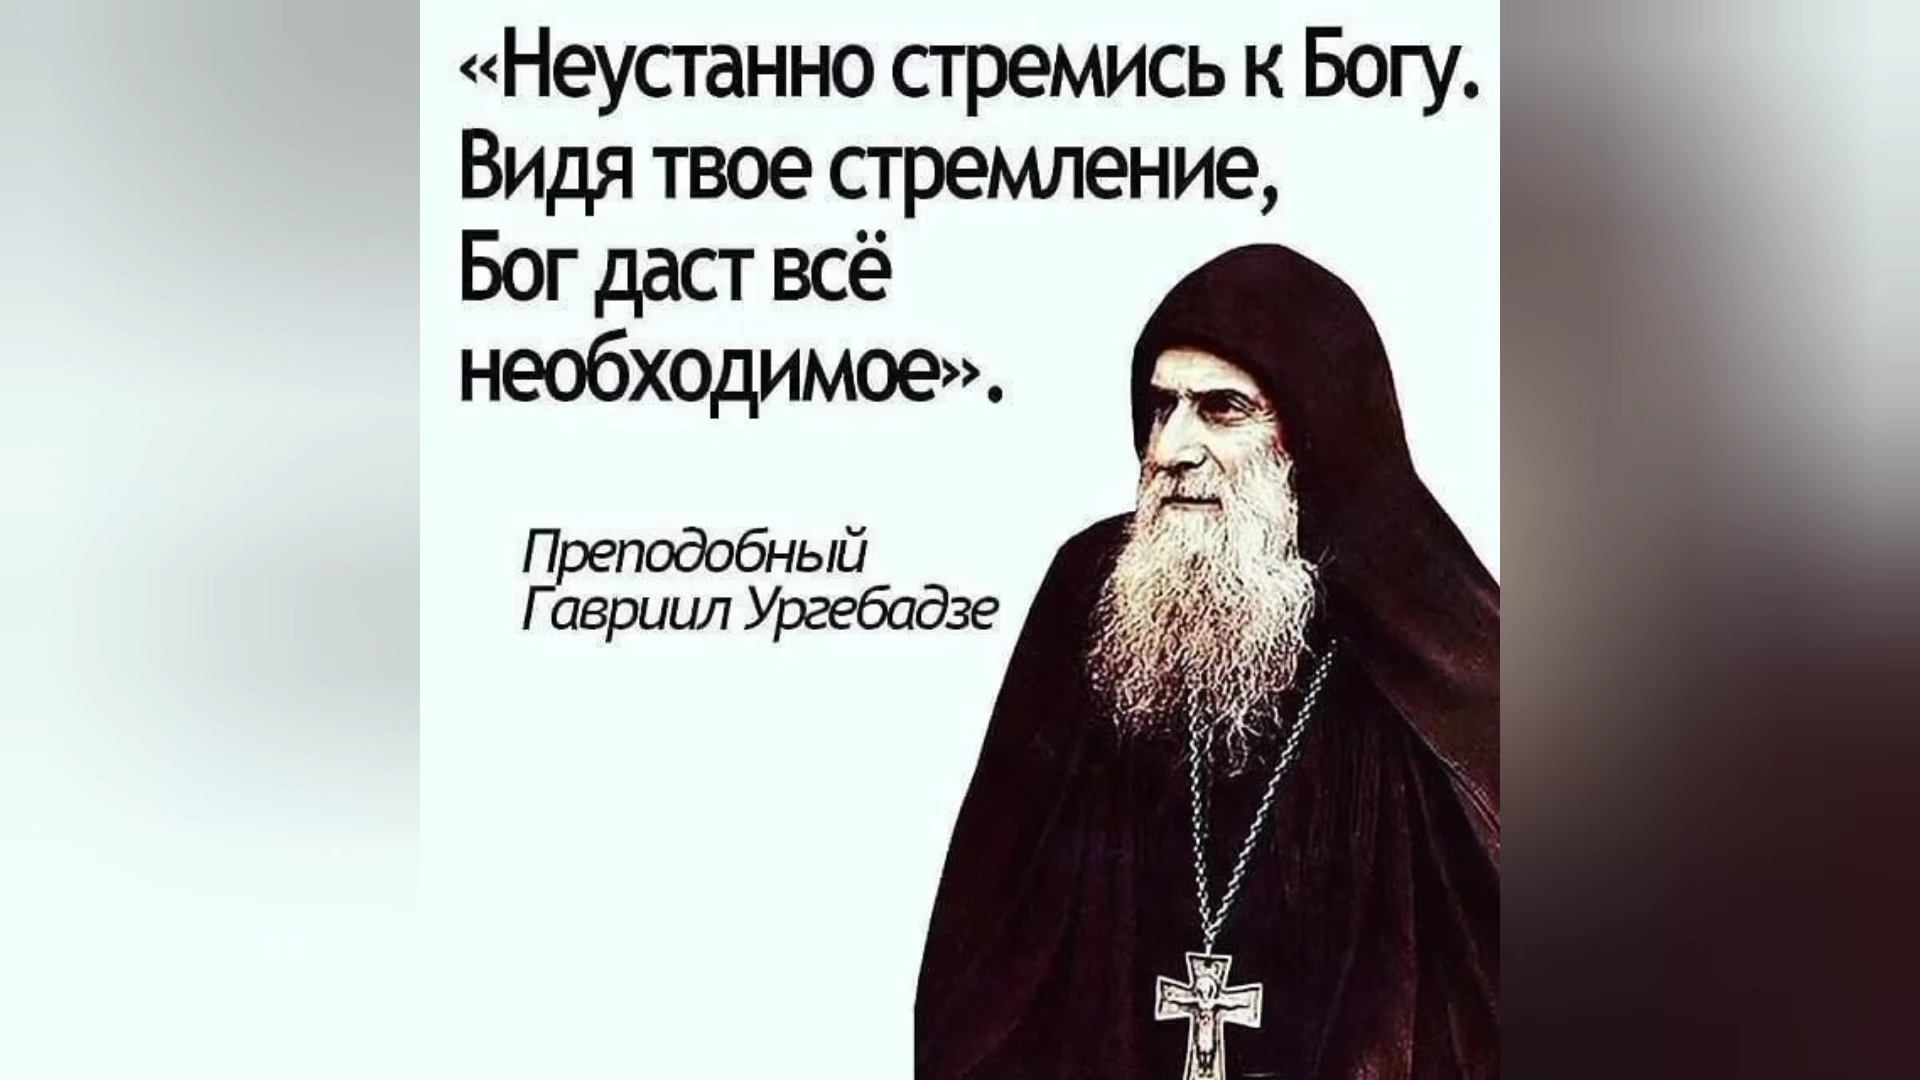 «Неустанно стремись к Богу.
Видя твое стремление,
Бог даст всё
необходимое».
Преподобный
Гавриил Ургебадзе